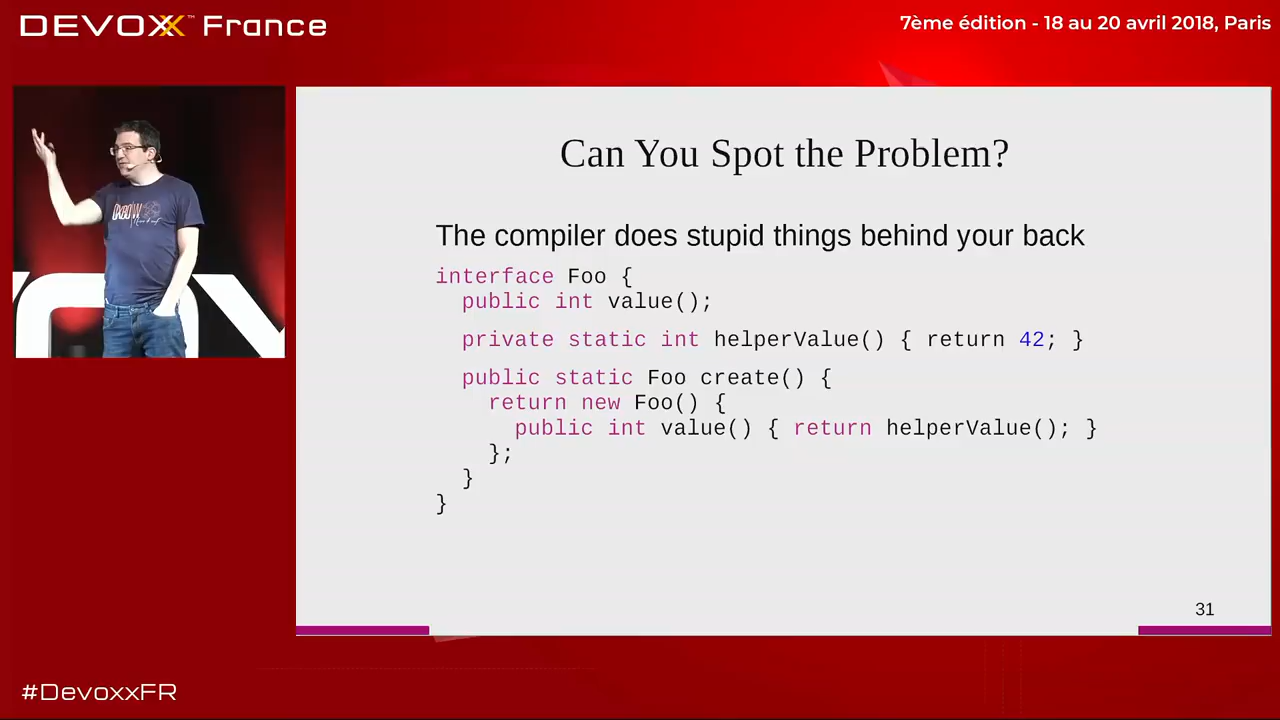 DEVOXX™ France
7ème édition - 18 au 20 avril 2018, Paris
Can You Spot the Problem?
The compiler does stupid things behind your back
interface Foo {
public int value();
private static int helperValue() { return 42; }
public static Foo create() {
return new Foo() {
public int value() { return helperValue(); }
};
}
}
31
#DevoxxFR